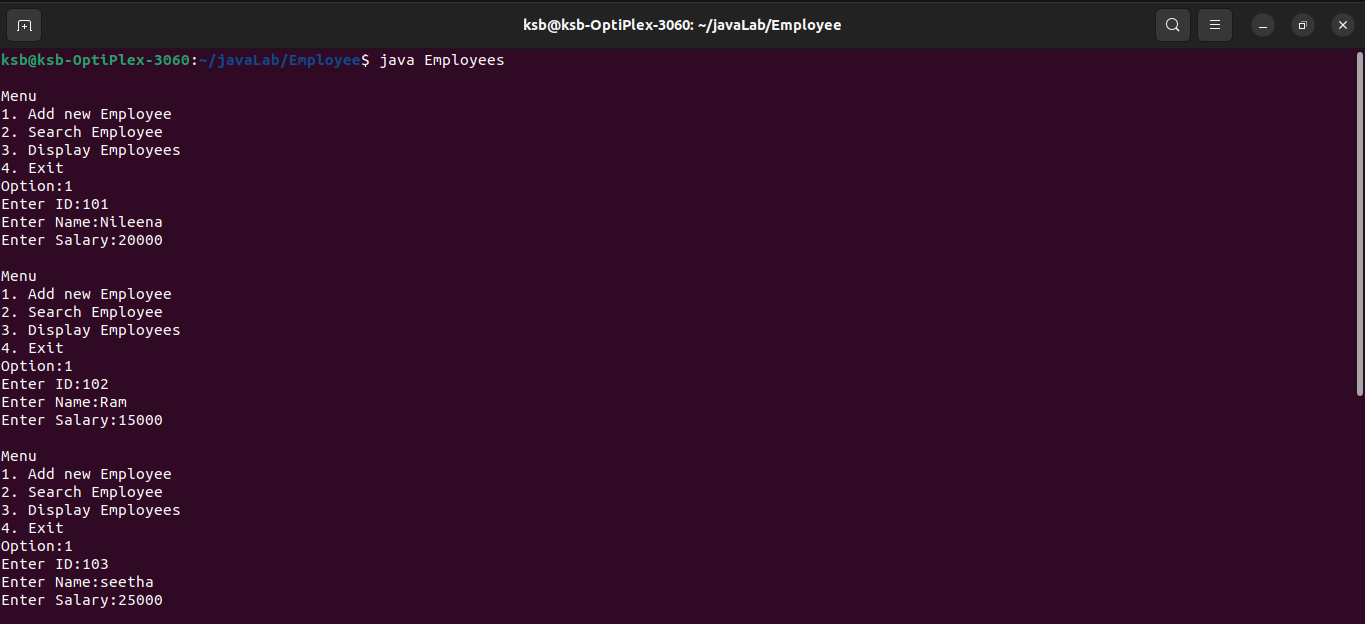 ksb@ksb-OptiPlex-3060: ~/javaLab/Employee
ksb@ksb-OptiPlex-3060:~/javaLab/Employee$ java Employees
Menu
1. Add new Employee
2. Search Employee
3. Display Employees
4. Exit
Option:1
Enter ID:101
Enter Name:Nileena
Enter Salary:20000
Menu
1. Add new Employee
2. Search Employee
3. Display Employees
4. Exit
Option:1
Enter ID:102
Enter Name:Ram
Enter Salary:15000
Menu
1. Add new Employee
2. Search Employee
3. Display Employees
4. Exit
Option:1
Enter ID:103
Enter Name:seetha
Enter Salary:25000